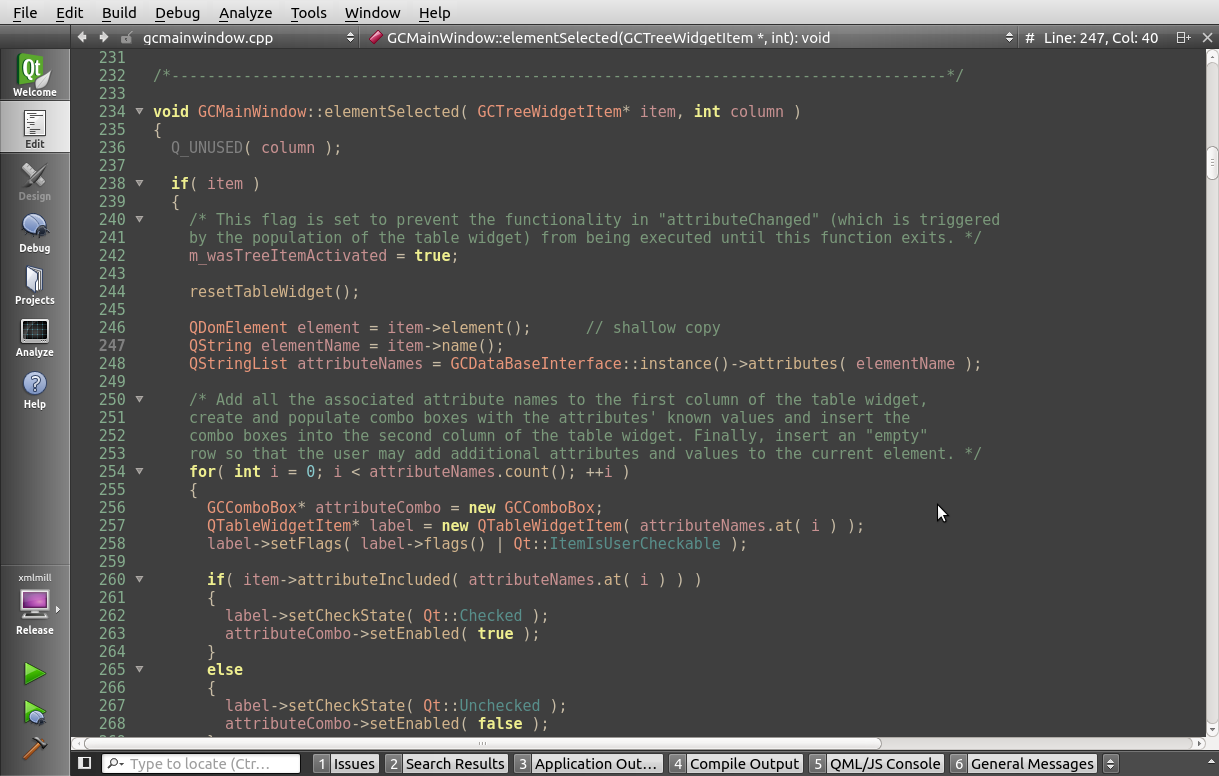 File Edit Build Debug Analyze Tools Window Help
gcmainwindow.cpp GCMainWindow::elementSelected(GCTreeWidgetItem *, int): void # Line: 247, Col: 40
Qt
Welcome
Edit
Design
Debug
Projects
Analyze
Help
xmlmill
Release
231
232 /*--------------------------------------------------------------------------------------*/
233
234 void GCMainWindow::elementSelected( GCTreeWidgetItem* item, int column )
235 {
236   Q_UNUSED( column );
237
238   if( item )
239   {
240     /* This flag is set to prevent the functionality in "attributeChanged" (which is triggered
241     by the population of the table widget) from being executed until this function exits. */
242     m_wasTreeItemActivated = true;
243
244     resetTableWidget();
245
246     QDomElement element = item->element();      // shallow copy
247     QString elementName = item->name();
248     QStringList attributeNames = GCDataBaseInterface::instance()->attributes( elementName );
249
250     /* Add all the associated attribute names to the first column of the table widget,
251     create and populate combo boxes with the attributes' known values and insert the
252     combo boxes into the second column of the table widget. Finally, insert an "empty"
253     row so that the user may add additional attributes and values to the current element. */
254     for( int i = 0; i < attributeNames.count(); ++i )
255     {
256       GCComboBox* attributeCombo = new GCComboBox;
257       QTableWidgetItem* label = new QTableWidgetItem( attributeNames.at( i ) );
258       label->setFlags( label->flags() | Qt::ItemIsUserCheckable );
259
260       if( item->attributeIncluded( attributeNames.at( i ) ) )
261       {
262         label->setCheckState( Qt::Checked );
263         attributeCombo->setEnabled( true );
264       }
265       else
266       {
267         label->setCheckState( Qt::Unchecked );
268         attributeCombo->setEnabled( false );
Type to locate (Ctr... 1 Issues 2 Search Results 3 Application Out... 4 Compile Output 5 QML/JS Console 6 General Messages